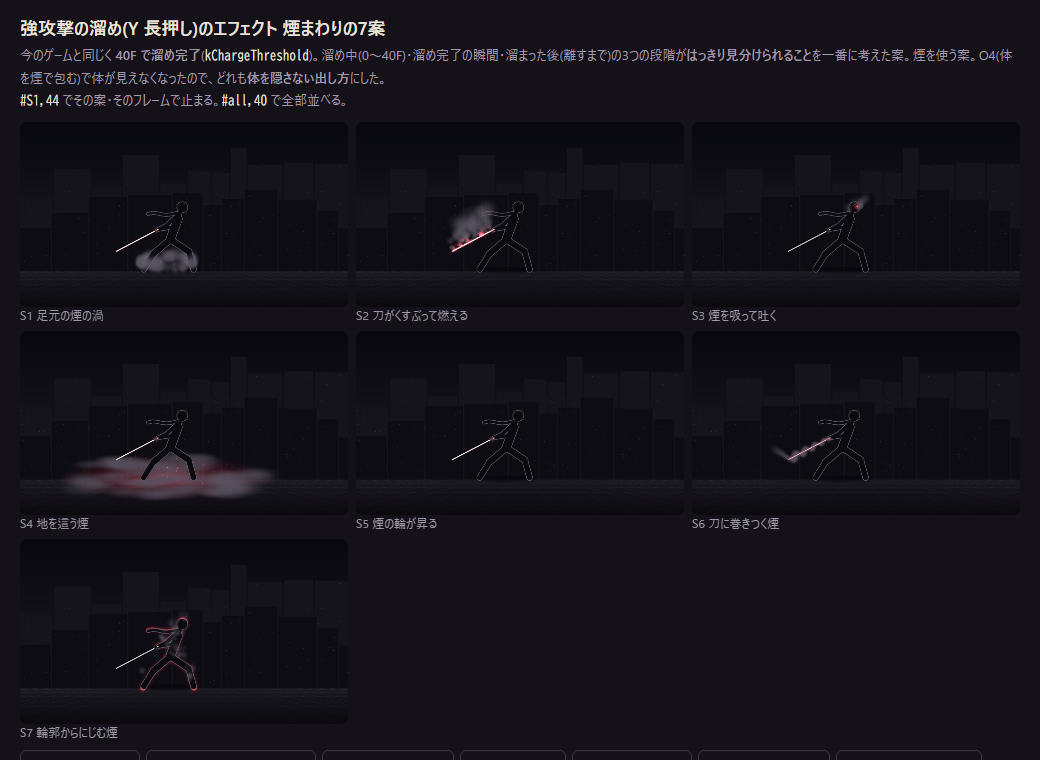 強攻撃の溜め(Y 長押し)のエフェクト 煙まわりの7案
今のゲームと同じく 40F で溜め完了(kChargeThreshold)。溜め中(0〜40F)・溜め完了の瞬間・溜まった後(離すまで)の3つの段階がはっきり見分けられることを一番に考えた案。煙を使う案。O4(体
を煙で包む)で体が見えなくなったので、どれも体を隠さない出し方にした。
#S1,44 でその案・そのフレームで止まる。#all,40 で全部並べる。
S1 足元の煙の渦
S2 刀がくすぶって燃える
S3 煙を吸って吐く
S4 地を這う煙
S5 煙の輪が昇る
S6 刀に巻きつく煙
S7 輪郭からにじむ煙